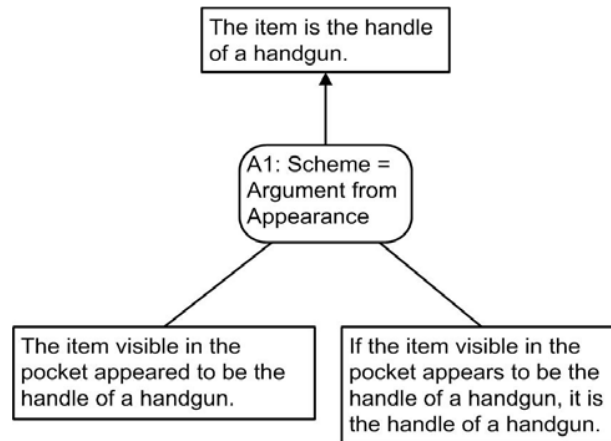 The item is the handle
of a handgun.
A1: Scheme =
Argument from
Appearance
The item visible in the
pocket appeared to be the
handle of a handgun.
If the item visible in the
pocket appears to be the
handle of a handgun, it is
the handle of a handgun.